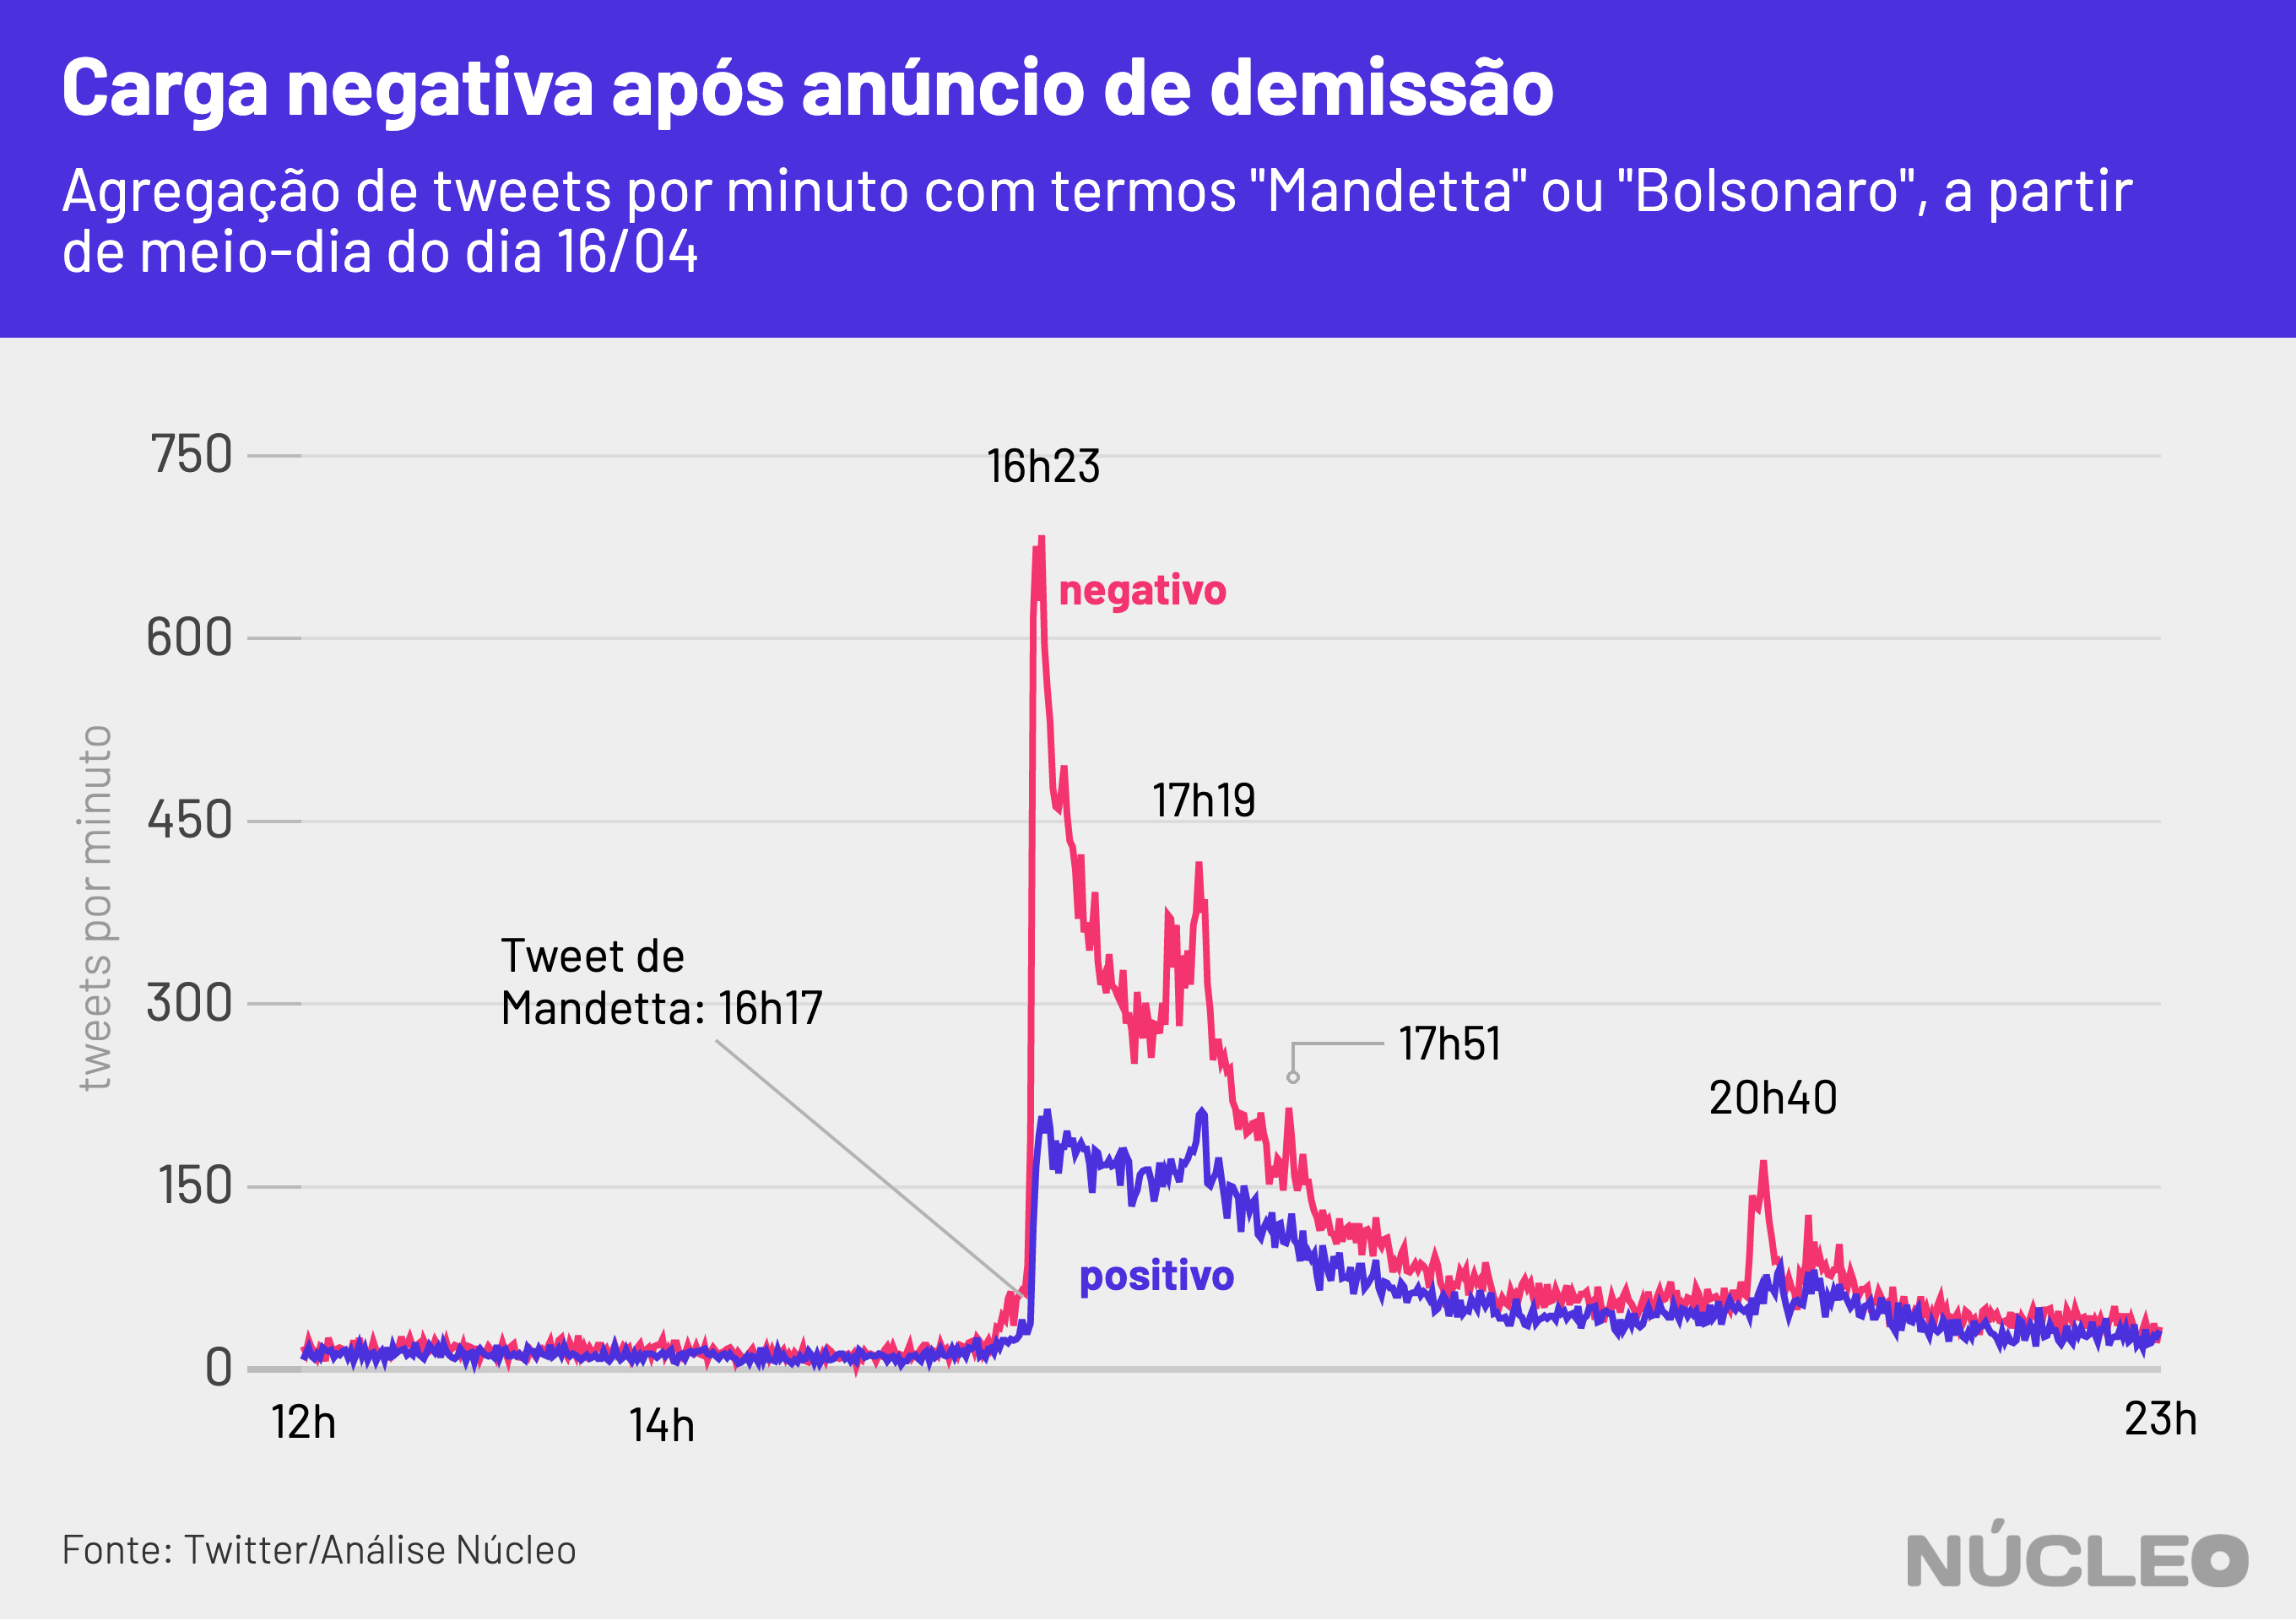 Carga negativa após anúncio de demissão
Agregação de tweets por minuto com termos "Mandetta" ou "Bolsonaro", a partir
de meio-dia do dia 16/04
750
16h23
negativo
600
tweets por minuto
17h19
450
Tweet de
Mandetta: 16h17
300
17h51
20h40
150
positivo
0
12h
14h
23h
Fonte: Twitter/Análise Núcleo
NÚCLEO